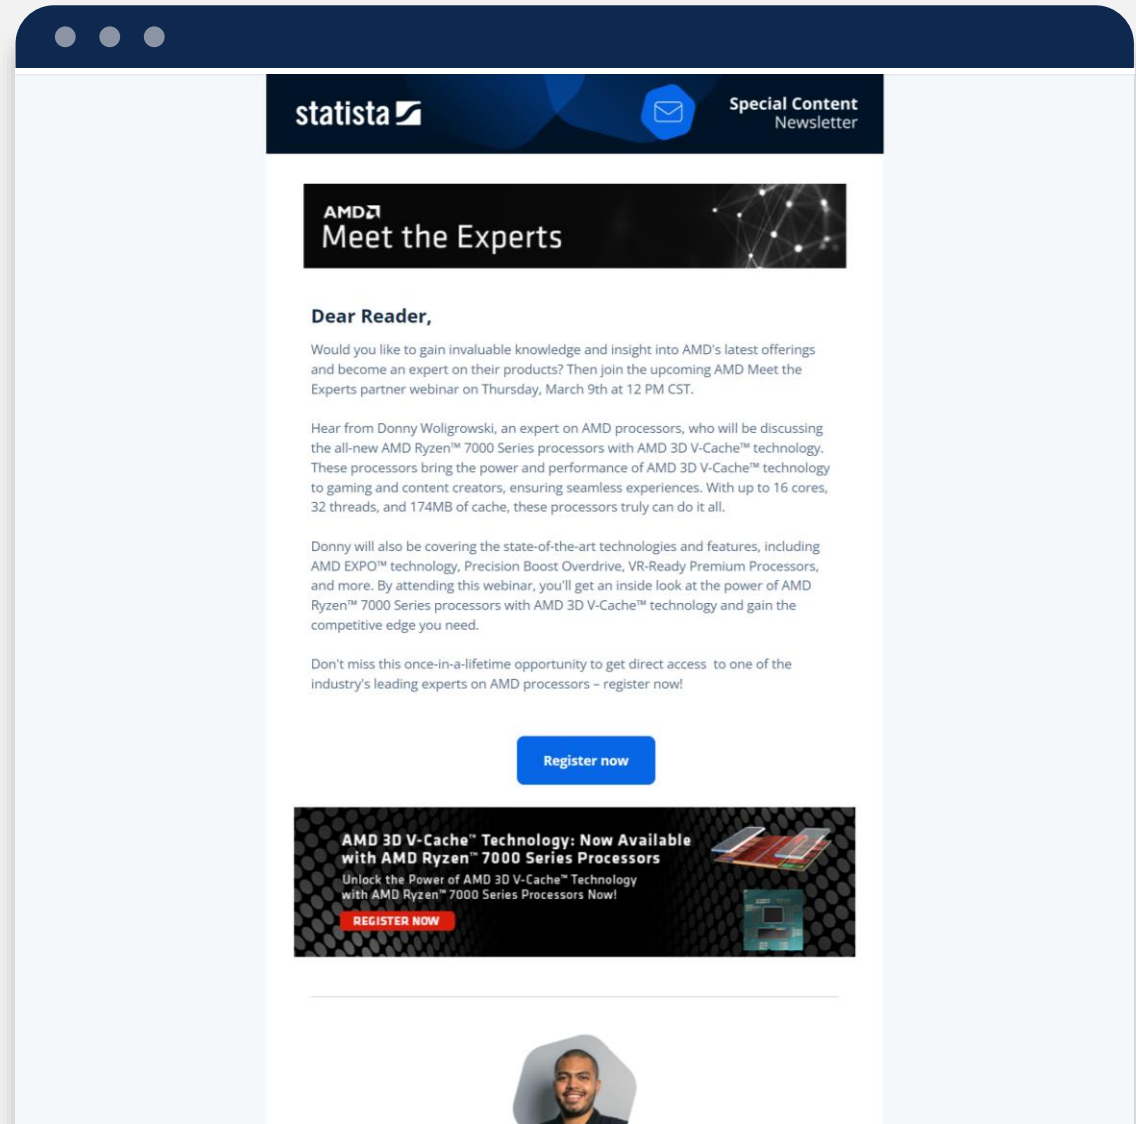 statista
Special Content
Newsletter
AMD
Meet the Experts
Dear Reader,
Would you like to gain invaluable knowledge and insight into AMD's latest offerings
and become an expert on their products? Then join the upcoming AMD Meet the
Experts partner webinar on Thursday, March 9th at 12 PM CST.
Hear from Donny Woligrowski, an expert on AMD processors, who will be discussing
the all-new AMD Ryzen™ 7000 Series processors with AMD 3D V-Cache™ technology.
These processors bring the power and performance of AMD 3D V-Cache™ technology
to gaming and content creators, ensuring seamless experiences. With up to 16 cores,
32 threads, and 174MB of cache, these processors truly can do it all.
Donny will also be covering the state-of-the-art technologies and features, including
AMD EXPO™ technology, Precision Boost Overdrive, VR-Ready Premium Processors,
and more. By attending this webinar, you'll get an inside look at the power of AMD
Ryzen™ 7000 Series processors with AMD 3D V-Cache™ technology and gain the
competitive edge you need.
Don't miss this once-in-a-lifetime opportunity to get direct access  to one of the
industry's leading experts on AMD processors – register now!
Register now
AMD 3D V-Cache™ Technology: Now Available
with AMD Ryzen™ 7000 Series Processors
Unlock the Power of AMD 3D V-Cache™ Technology
with AMD Ryzen™ 7000 Series Processors Now!
REGISTER NOW